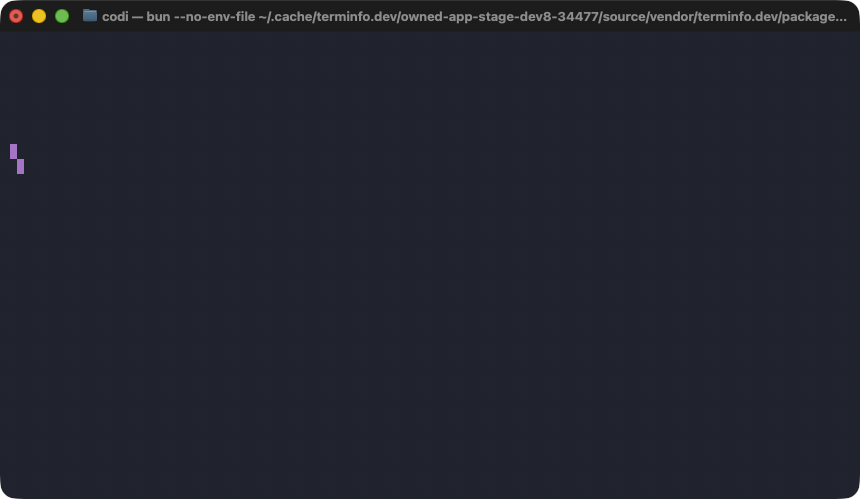 codi — bun --no-env-file ~/.cache/terminfo.dev/owned-app-stage-dev8-34477/source/vendor/terminfo.dev/package...